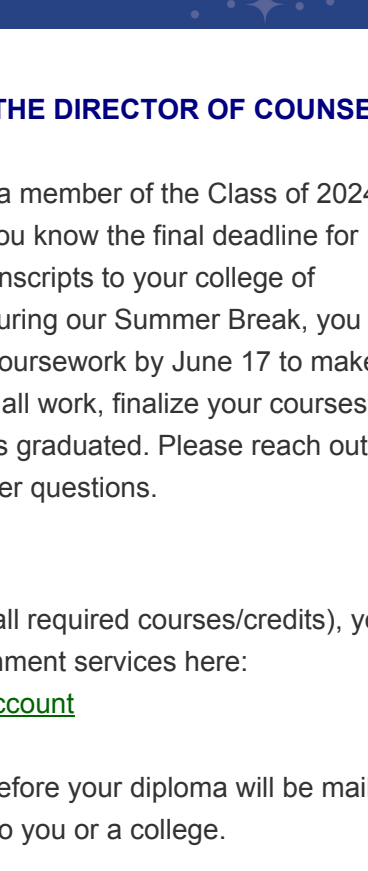 THE DIRECTOR OF COUNSE
a member of the Class of 2024
ou know the final deadline for
nscripts to your college of
uring our Summer Break, you
oursework by June 17 to make
all work, finalize your courses
s graduated. Please reach out
er questions.
all required courses/credits), yo
nment services here:
ccount
efore your diploma will be mail
o you or a college.